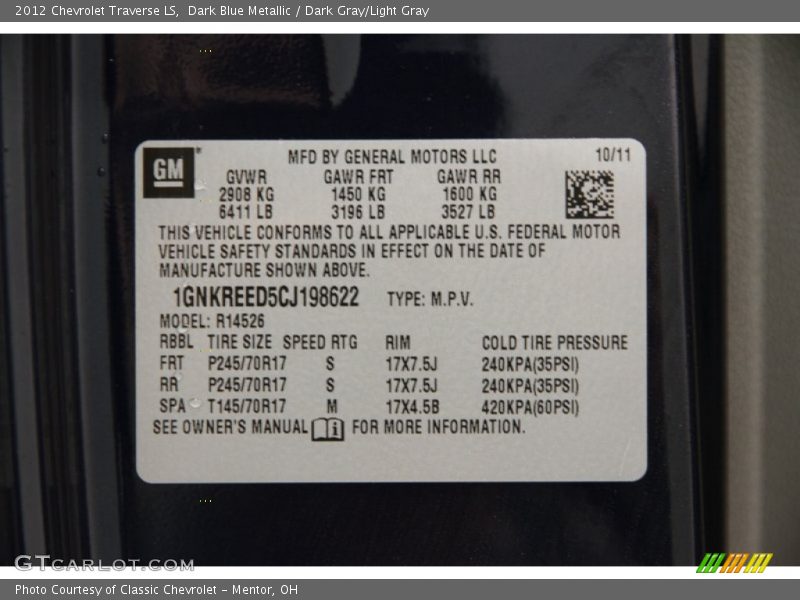 2012 Chevrolet Traverse LS, Dark Blue Metallic / Dark Gray/Light Gray
GM
MFD BY GENERAL MOTORS LLC 10/11
GVWR GAWR FRT GAWR RR
2908 KG 1450 KG 1600 KG
6411 LB 3196 LB 3527 LB
THIS VEHICLE CONFORMS TO ALL APPLICABLE U.S. FEDERAL MOTOR
VEHICLE SAFETY STANDARDS IN EFFECT ON THE DATE OF
MANUFACTURE SHOWN ABOVE.
1GNKREED5CJ198622 TYPE: M.P.V.
MODEL: R14526
RBBL TIRE SIZE SPEED RTG RIM COLD TIRE PRESSURE
FRT P245/70R17 S 17X7.5J 240KPA(35PSI)
RR P245/70R17 S 17X7.5J 240KPA(35PSI)
SPA T145/70R17 M 17X4.5B 420KPA(60PSI)
SEE OWNER'S MANUAL FOR MORE INFORMATION.
GTCARLOT.COM
Photo Courtesy of Classic Chevrolet - Mentor, OH